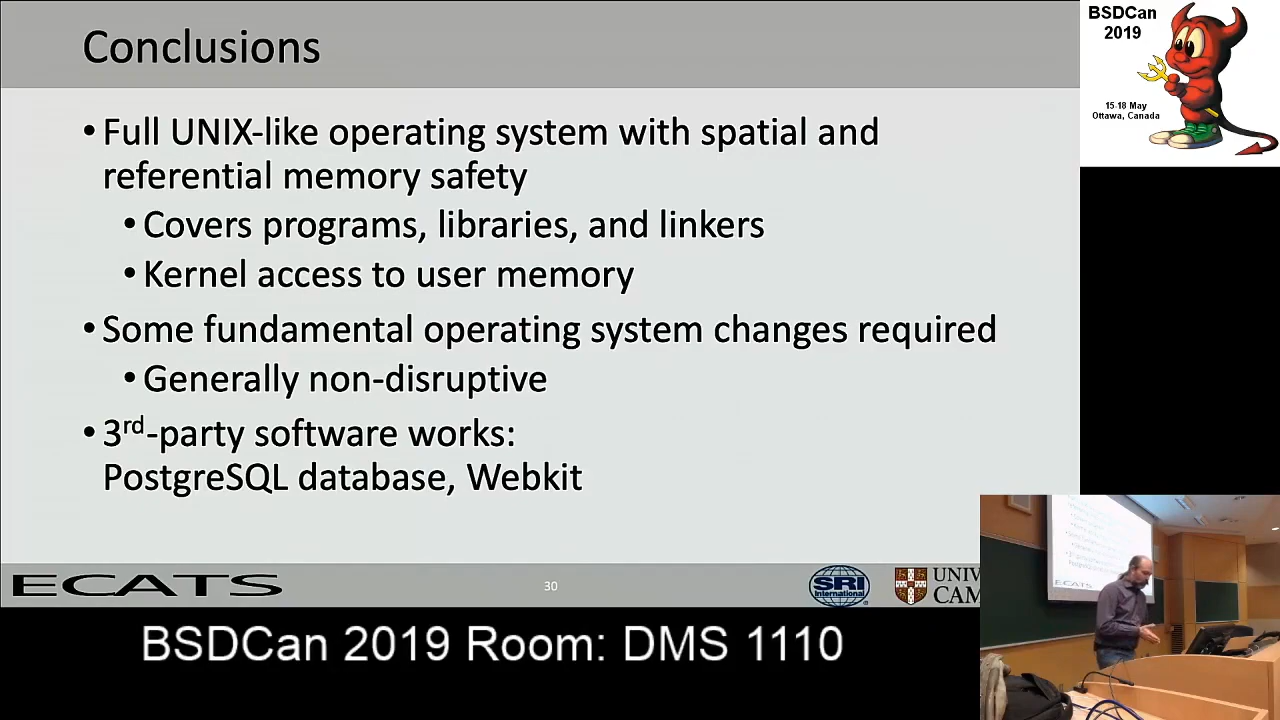 Conclusions
BSDCan
2019
15-18 May
Ottawa, Canada
• Full UNIX-like operating system with spatial and
referential memory safety
• Covers programs, libraries, and linkers
• Kernel access to user memory
• Some fundamental operating system changes required
• Generally non-disruptive
• 3rd-party software works:
PostgreSQL database, Webkit
ECATS
30
SRI
International
UNIV
CAM
ECATS
BSDCan 2019 Room: DMS 1110